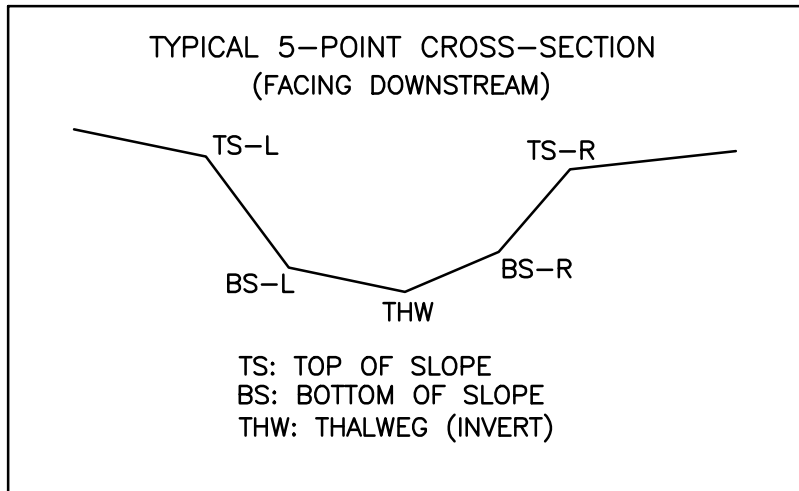 TYPICAL 5-POINT CROSS-SECTION
(FACING DOWNSTREAM)
TS-L
TS-R
BS-L
BS-R
THW
TS: TOP OF SLOPE
BS: BOTTOM OF SLOPE
THW: THALWEG (INVERT)